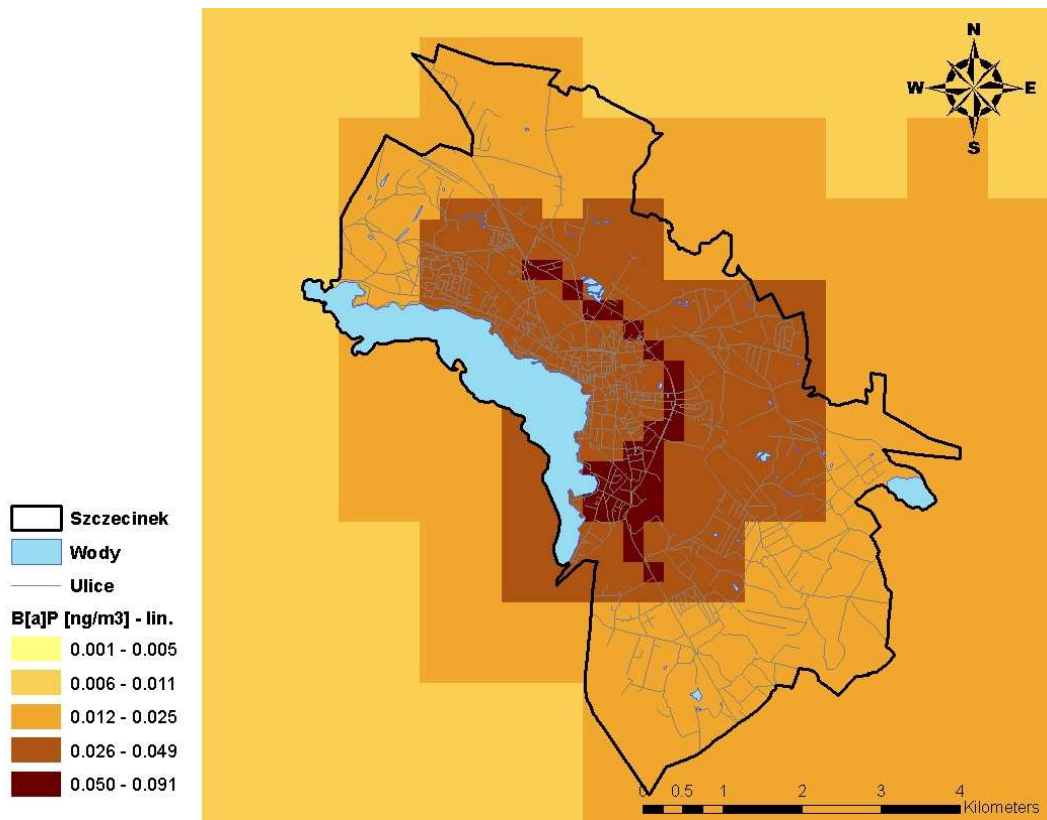 N
W E
S
Szczecinek
Wody
Ulice
B[a]P [ng/m3] - lin.
0.001 - 0.005
0.006 - 0.011
0.012 - 0.025
0.026 - 0.049
0.050 - 0.091
0 0.5 1 2 3 4
Kilometers